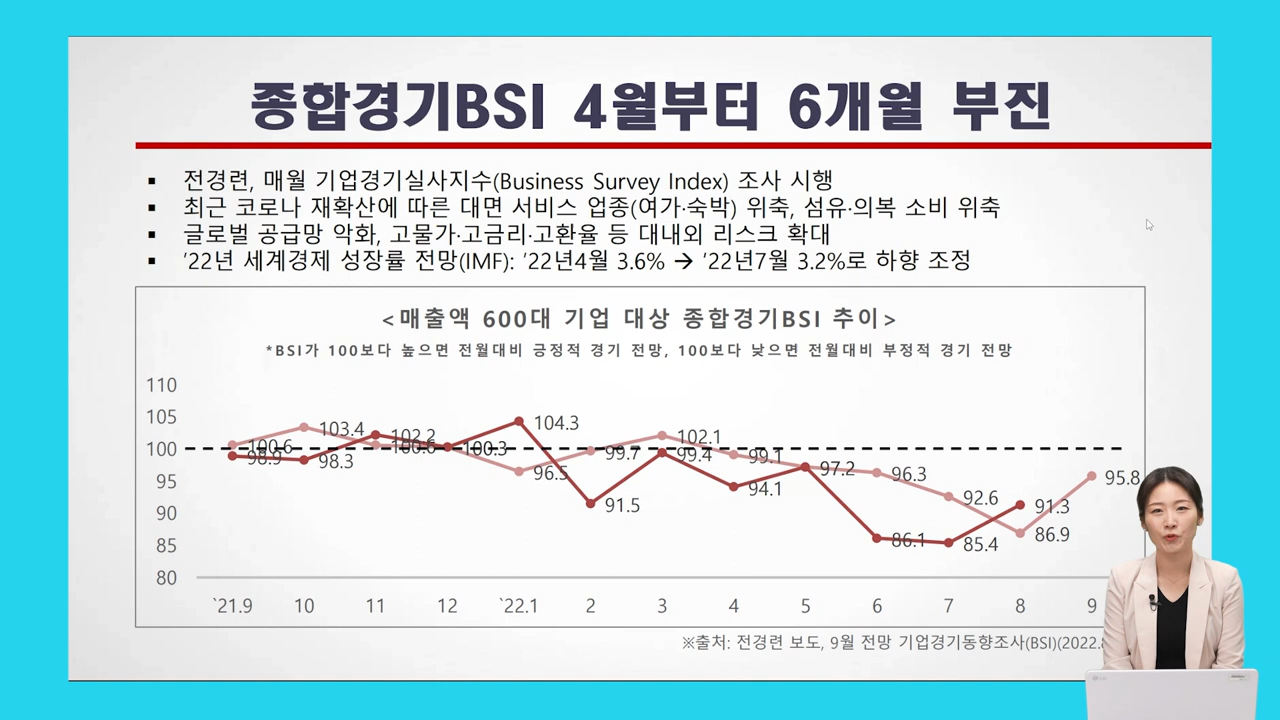 종합경기BSI 4월부터 6개월 부진
▪ 전경련, 매월 기업경기실사지수(Business Survey Index) 조사 시행
▪ 최근 코로나 재확산에 따른 대면 서비스 업종(여가·숙박) 위축, 섬유·의복 소비 위축
▪ 글로벌 공급망 악화, 고물가·고금리·고환율 등 대내외 리스크 확대
▪ ’22년 세계경제 성장률 전망(IMF): ’22년4월 3.6% → ’22년7월 3.2%로 하향 조정
<매출액 600대 기업 대상 종합경기BSI 추이>
*BSI가 100보다 높으면 전월대비 긍정적 경기 전망, 100보다 낮으면 전월대비 부정적 경기 전망
110
105
100
95
90
85
80
100.6 103.4 100.6 100.3 96.5 99.7 102.1 99.1 97.2 96.3 92.6 86.9 95.8
98.9 98.3 102.2 104.3 91.5 99.4 94.1 86.1 85.4 91.3
`21.9 10 11 12 `22.1 2 3 4 5 6 7 8 9
※출처: 전경련 보도, 9월 전망 기업경기동향조사(BSI)(2022.